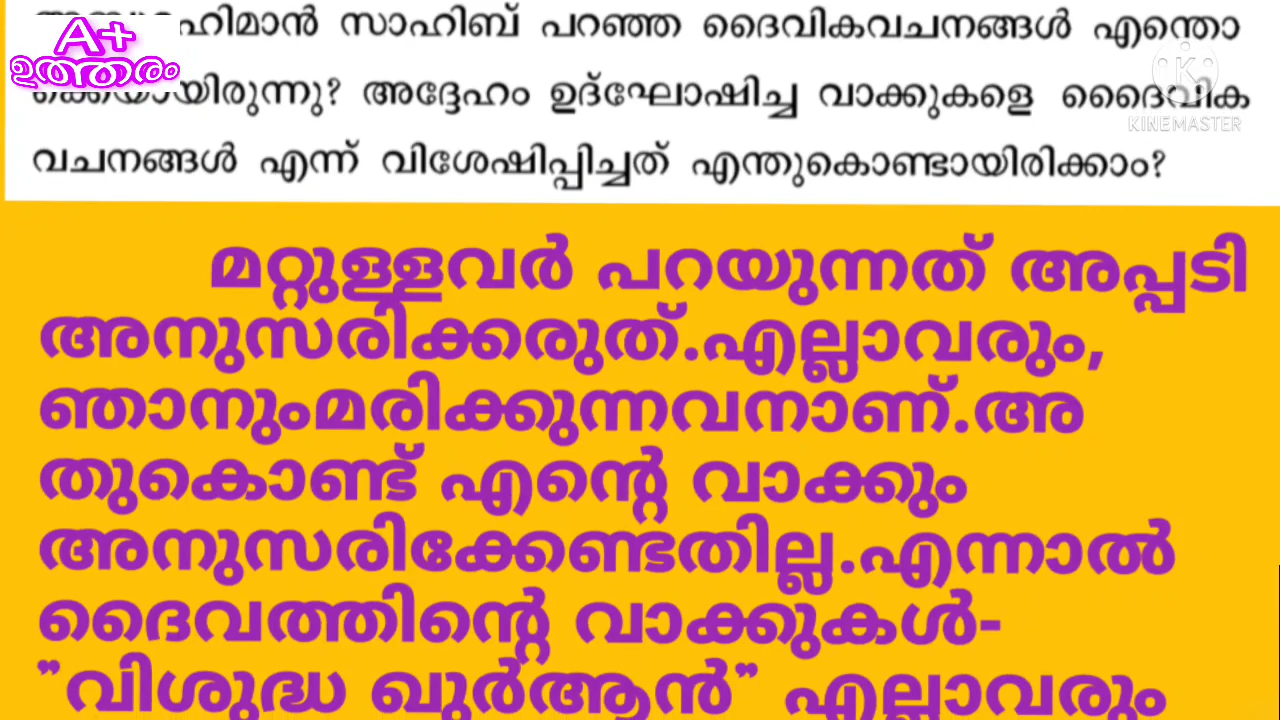 A+
ഉത്തരം
സാഹിബ് പറഞ്ഞ ദൈവികവചനങ്ങൾ എന്തൊ
ക്കെയായിരുന്നു? അദ്ദേഹം ഉദ്ഘോഷിച്ച വാക്കുകളെ ദൈവിക
വചനങ്ങൾ എന്ന് വിശേഷിപ്പിച്ചത് എന്തുകൊണ്ടായിരിക്കാം?
KINEMASTER
മറ്റുള്ളവർ പറയുന്നത് അപ്പടി
അനുസരിക്കരുത്.എല്ലാവരും,
ഞാനുംമരിക്കുന്നവനാണ്.അ
തുകൊണ്ട് എന്റെ വാക്കും
അനുസരിക്കേണ്ടതില്ല.എന്നാൽ
ദൈവത്തിന്റെ വാക്കുകൾ-
”വിശുദ്ധ ഖുർആൻ” എല്ലാവരും